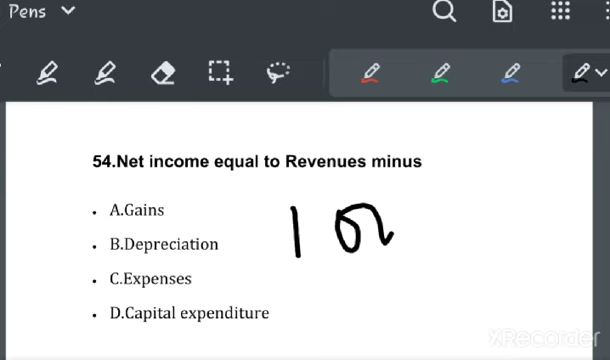 Pens
54.Net income equal to Revenues minus
A.Gains
B.Depreciation
C.Expenses
D.Capital expenditure
XRecorder